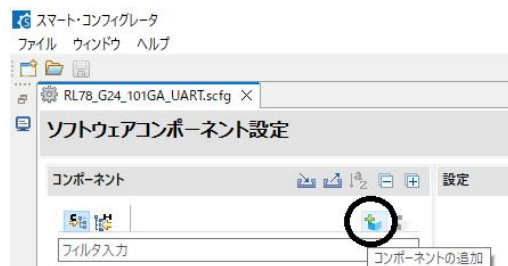 スマート・コンフィグレータ
ファイル ウィンドウ ヘルプ
RL78_G24_101GA_UART.scfg
ソフトウェアコンポーネント設定
コンポーネント
設定
フィルタ入力
コンポーネントの追加